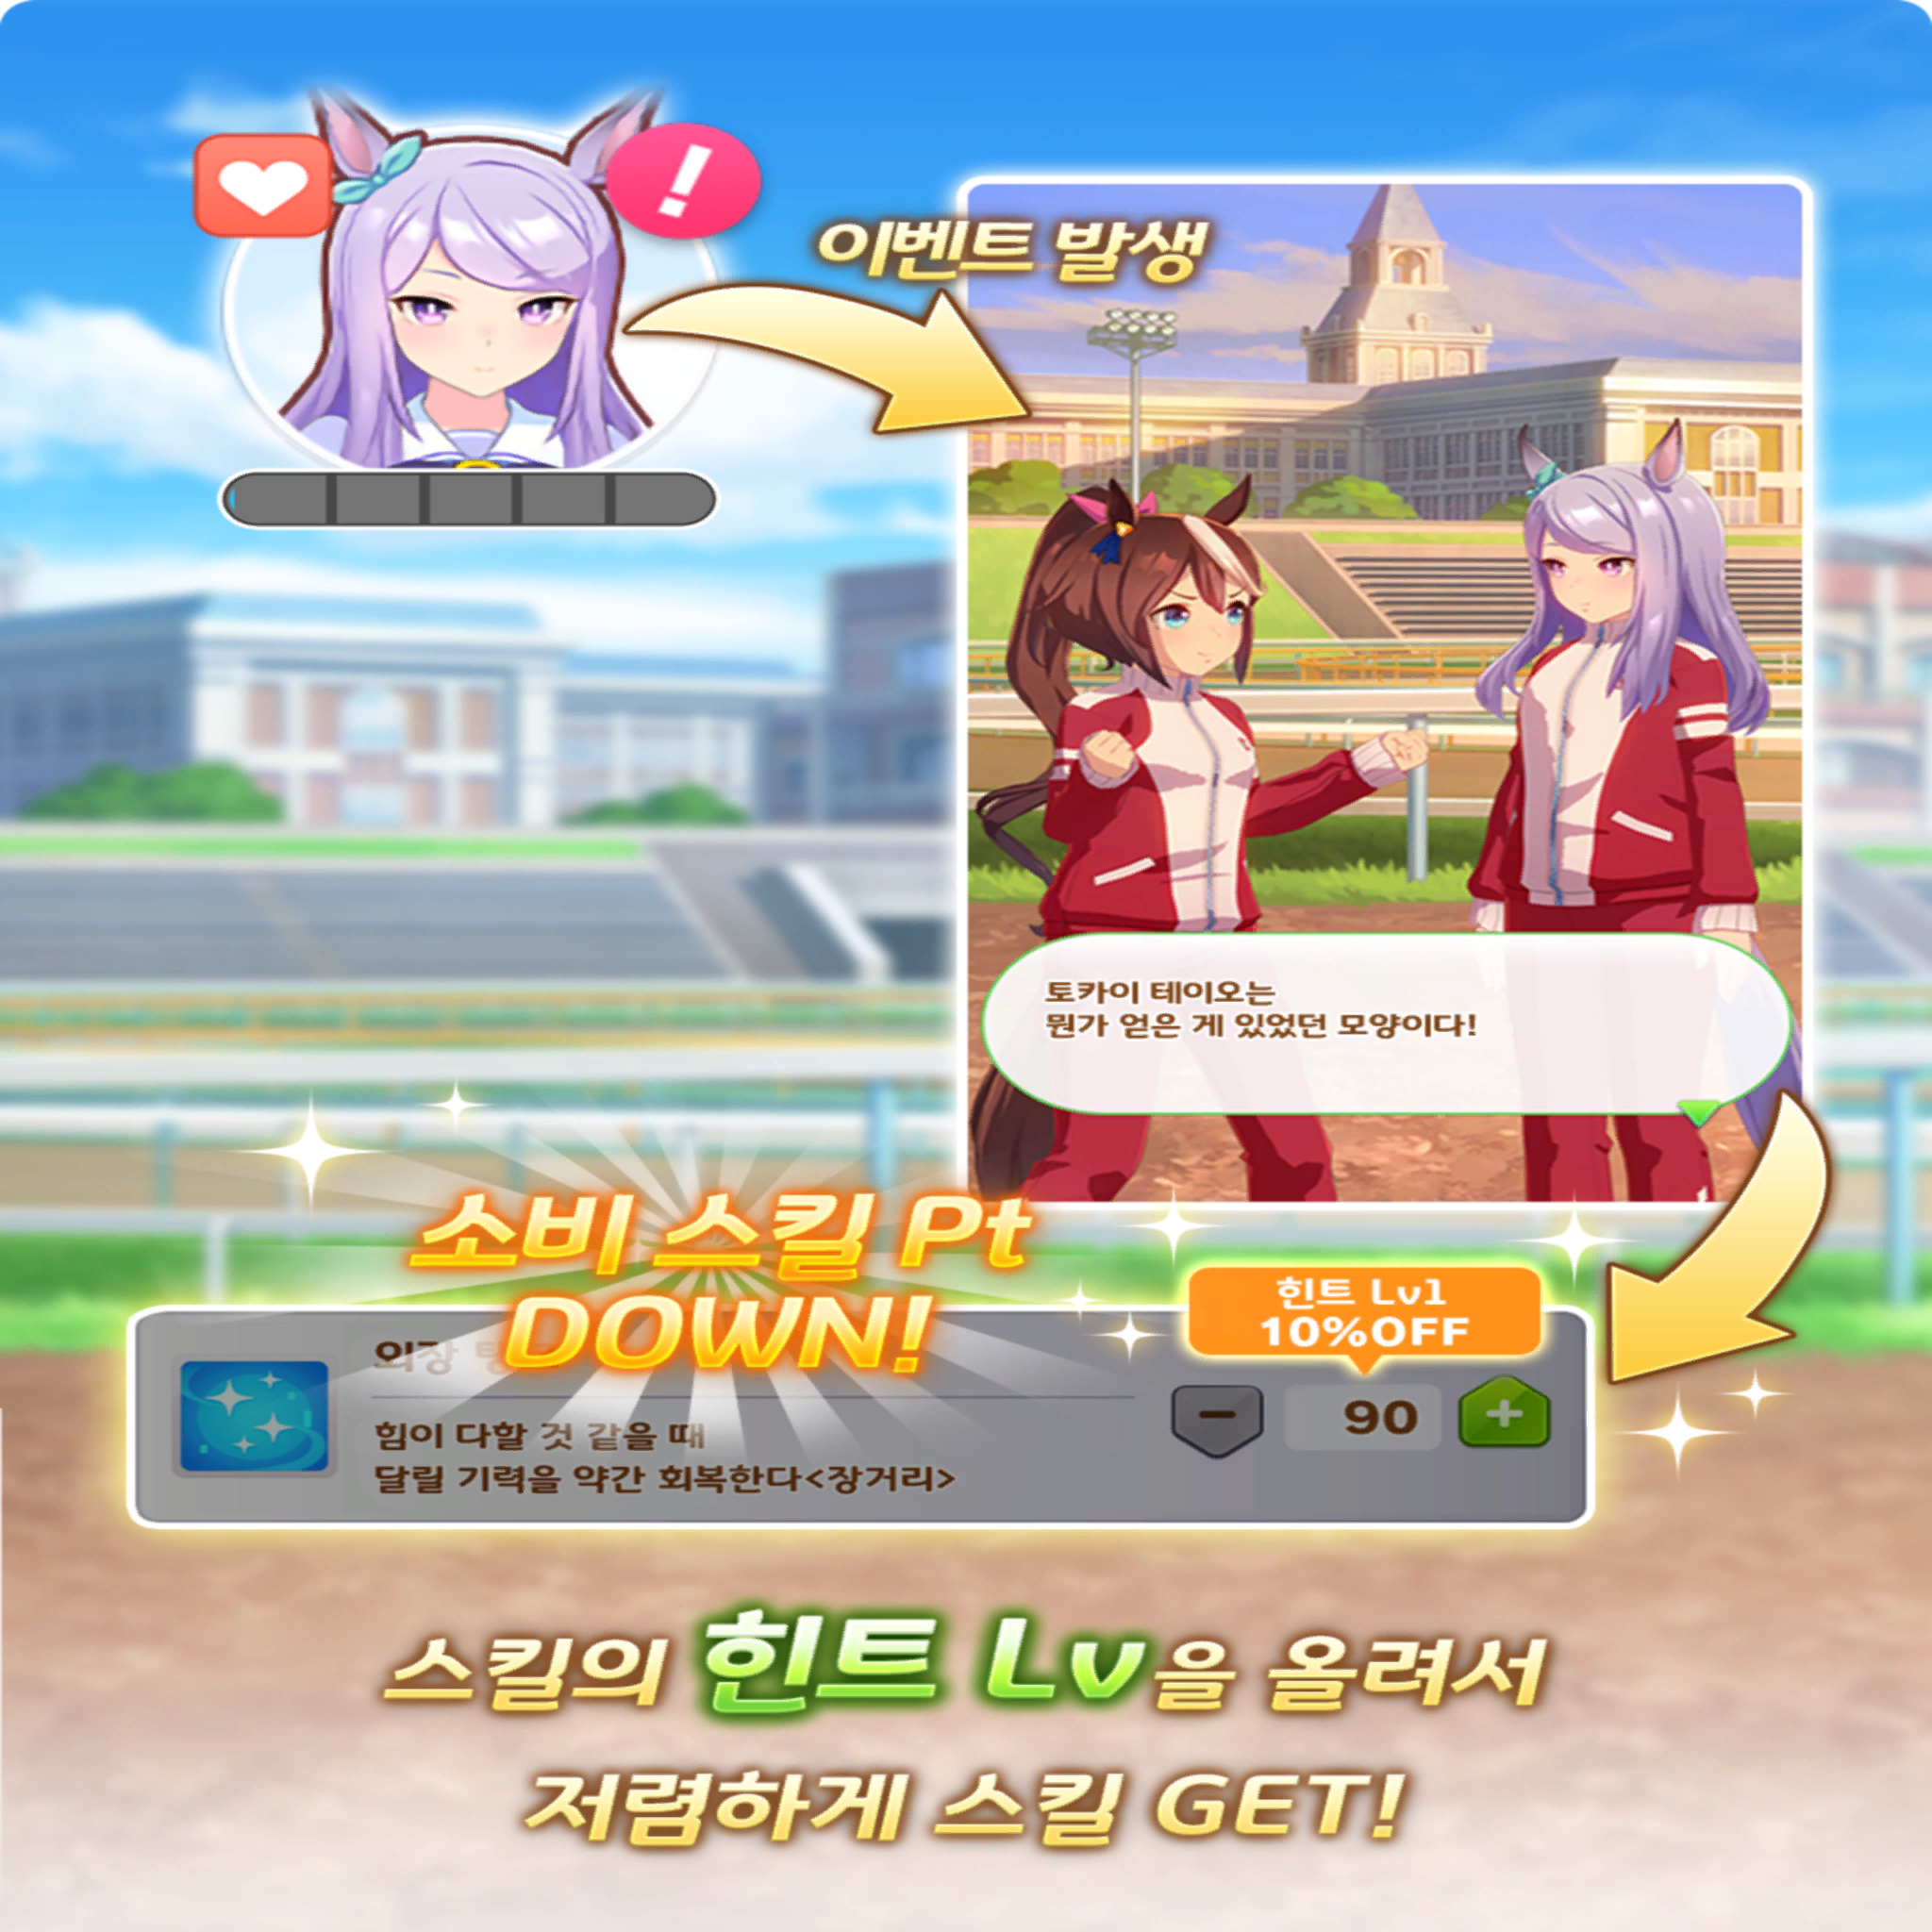 !
이벤트 발생
토카이 테이오는
뭔가 얻은 게 있었던 모양이다!
소비 스킬 Pt
DOWN!
힌트 Lv1
10%OFF
의장
힘이 다할 것 같을 때
달릴 기력을 약간 회복한다<장거리>
- 90 +
스킬의 힌트 Lv을 올려서
저렴하게 스킬 GET!